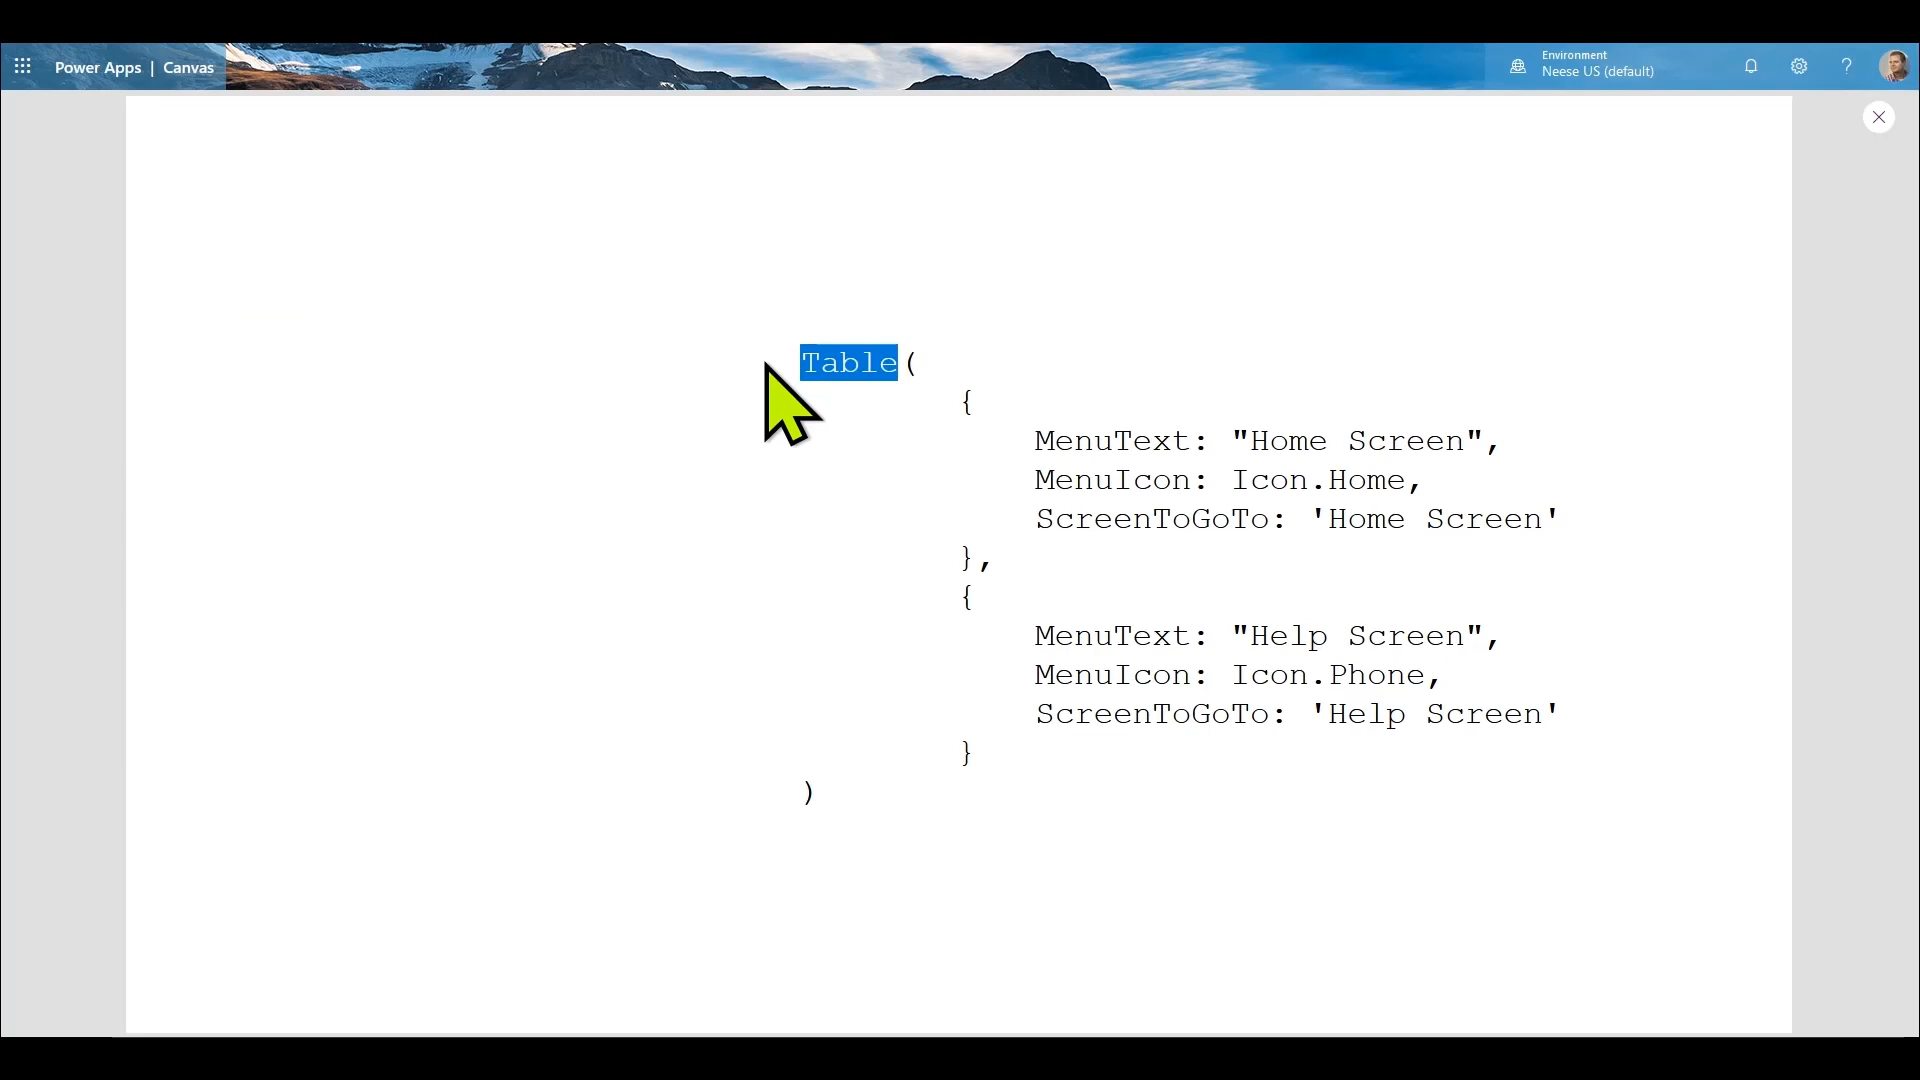 Power Apps | Canvas
Environment
Neese US (default)
Table(
{
MenuText: "Home Screen",
MenuIcon: Icon.Home,
ScreenToGoTo: 'Home Screen'
},
{
MenuText: "Help Screen",
MenuIcon: Icon.Phone,
ScreenToGoTo: 'Help Screen'
}
)